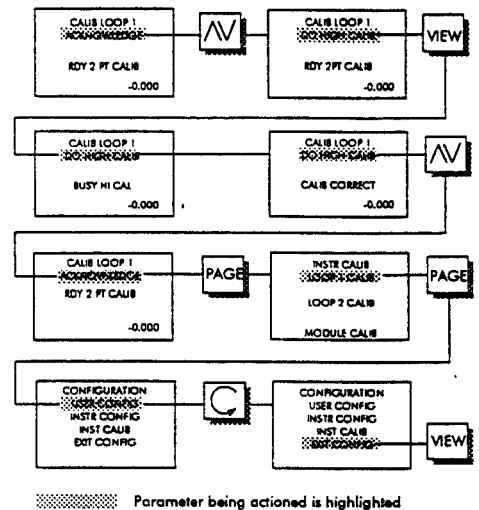 CALIB LOOP 1
ACKNOWLEDGE
RDY 2 PT CALIB
-0.000
ΛV
CALIB LOOP 1
DO HIGH CALIB
RDY 2PT CALIB
-0.000
VIEW
CALIB LOOP 1
DO HIGH CALIB
BUSY HI CAL
-0.000
CALIB LOOP 1
DO HIGH CALIB
CALIB CORRECT
-0.000
ΛV
CALIB LOOP 1
ACKNOWLEDGE
RDY 2 PT CALIB
-0.000
PAGE
INSTR CALIB
LOOP 1 CALIB
LOOP 2 CALIB
MODULE CALIB
PAGE
CONFIGURATION
USER CONFIG
INSTR CONFIG
INST CALIB
EXIT CONFIG
CONFIGURATION
USER CONFIG
INSTR CONFIG
INST CALIB
EXIT CONFIG
VIEW
Parameter being actioned is highlighted